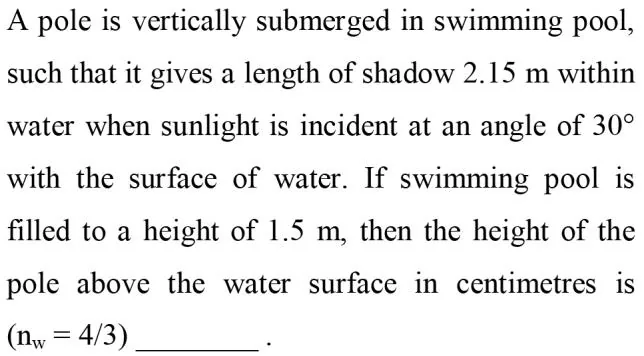 A pole is vertically submerged in swimming pool,
such that it gives a length of shadow 2.15 m within
water when sunlight is incident at an angle of 30°
with the surface of water. If swimming pool is
filled to a height of 1.5 m, then the height of the
pole above the water surface in centimetres is
(n_w = 4/3) _________ .